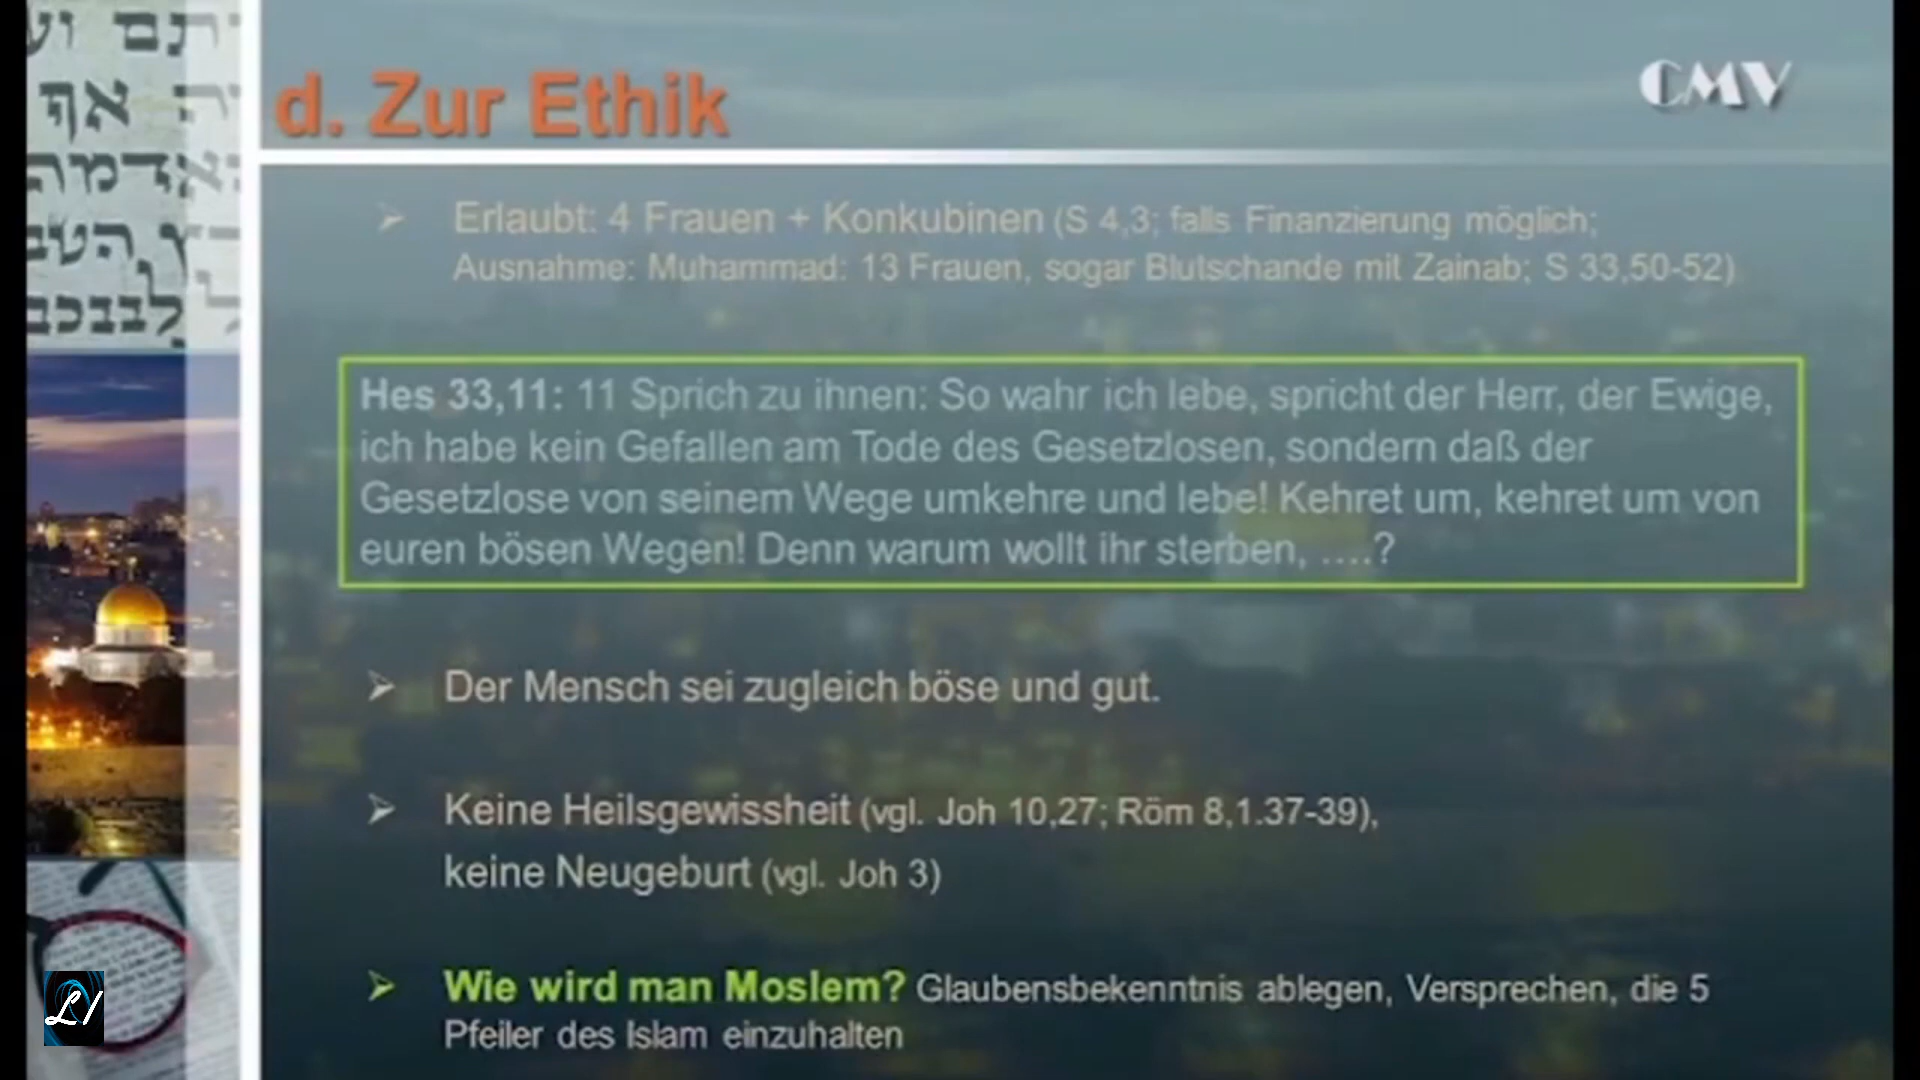 d. Zur Ethik
CMV
➢ Erlaubt: 4 Frauen + Konkubinen (S 4,3; falls Finanzierung möglich;
Ausnahme: Muhammad: 13 Frauen, sogar Blutschande mit Zainab; S 33,50-52)
Hes 33,11: 11 Sprich zu ihnen: So wahr ich lebe, spricht der Herr, der Ewige,
ich habe kein Gefallen am Tode des Gesetzlosen, sondern daß der
Gesetzlose von seinem Wege umkehre und lebe! Kehret um, kehret um von
euren bösen Wegen! Denn warum wollt ihr sterben, ....?
➢ Der Mensch sei zugleich böse und gut.
➢ Keine Heilsgewissheit (vgl. Joh 10,27; Röm 8,1.37-39),
keine Neugeburt (vgl. Joh 3)
➢ Wie wird man Moslem? Glaubensbekenntnis ablegen, Versprechen, die 5
Pfeiler des Islam einzuhalten
אף
לבבכב